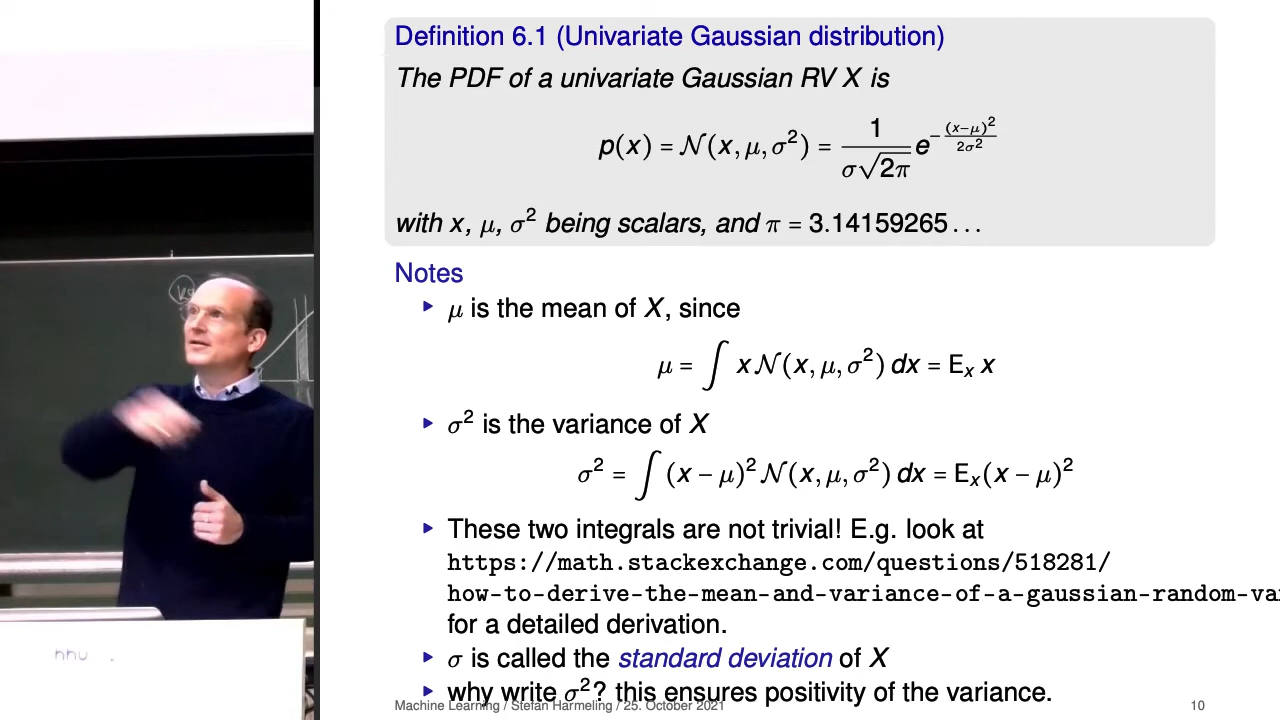 Definition 6.1 (Univariate Gaussian distribution)
The PDF of a univariate Gaussian RV X is
p(x) = 𝒩(x, μ, σ²) = 1/(σ√2π) e^(−(x−μ)²/2σ²)
with x, μ, σ² being scalars, and π = 3.14159265…
Notes
▸ μ is the mean of X, since
μ = ∫ x 𝒩(x, μ, σ²) dx = Eₓ x
▸ σ² is the variance of X
σ² = ∫ (x − μ)² 𝒩(x, μ, σ²) dx = Eₓ(x − μ)²
▸ These two integrals are not trivial! E.g. look at
https://math.stackexchange.com/questions/518281/
how-to-derive-the-mean-and-variance-of-a-gaussian-random-va
for a detailed derivation.
▸ σ is called the standard deviation of X
▸ why write σ²? this ensures positivity of the variance.
Machine Learning / Stefan Harmeling / 25. October 2021 10
hhu